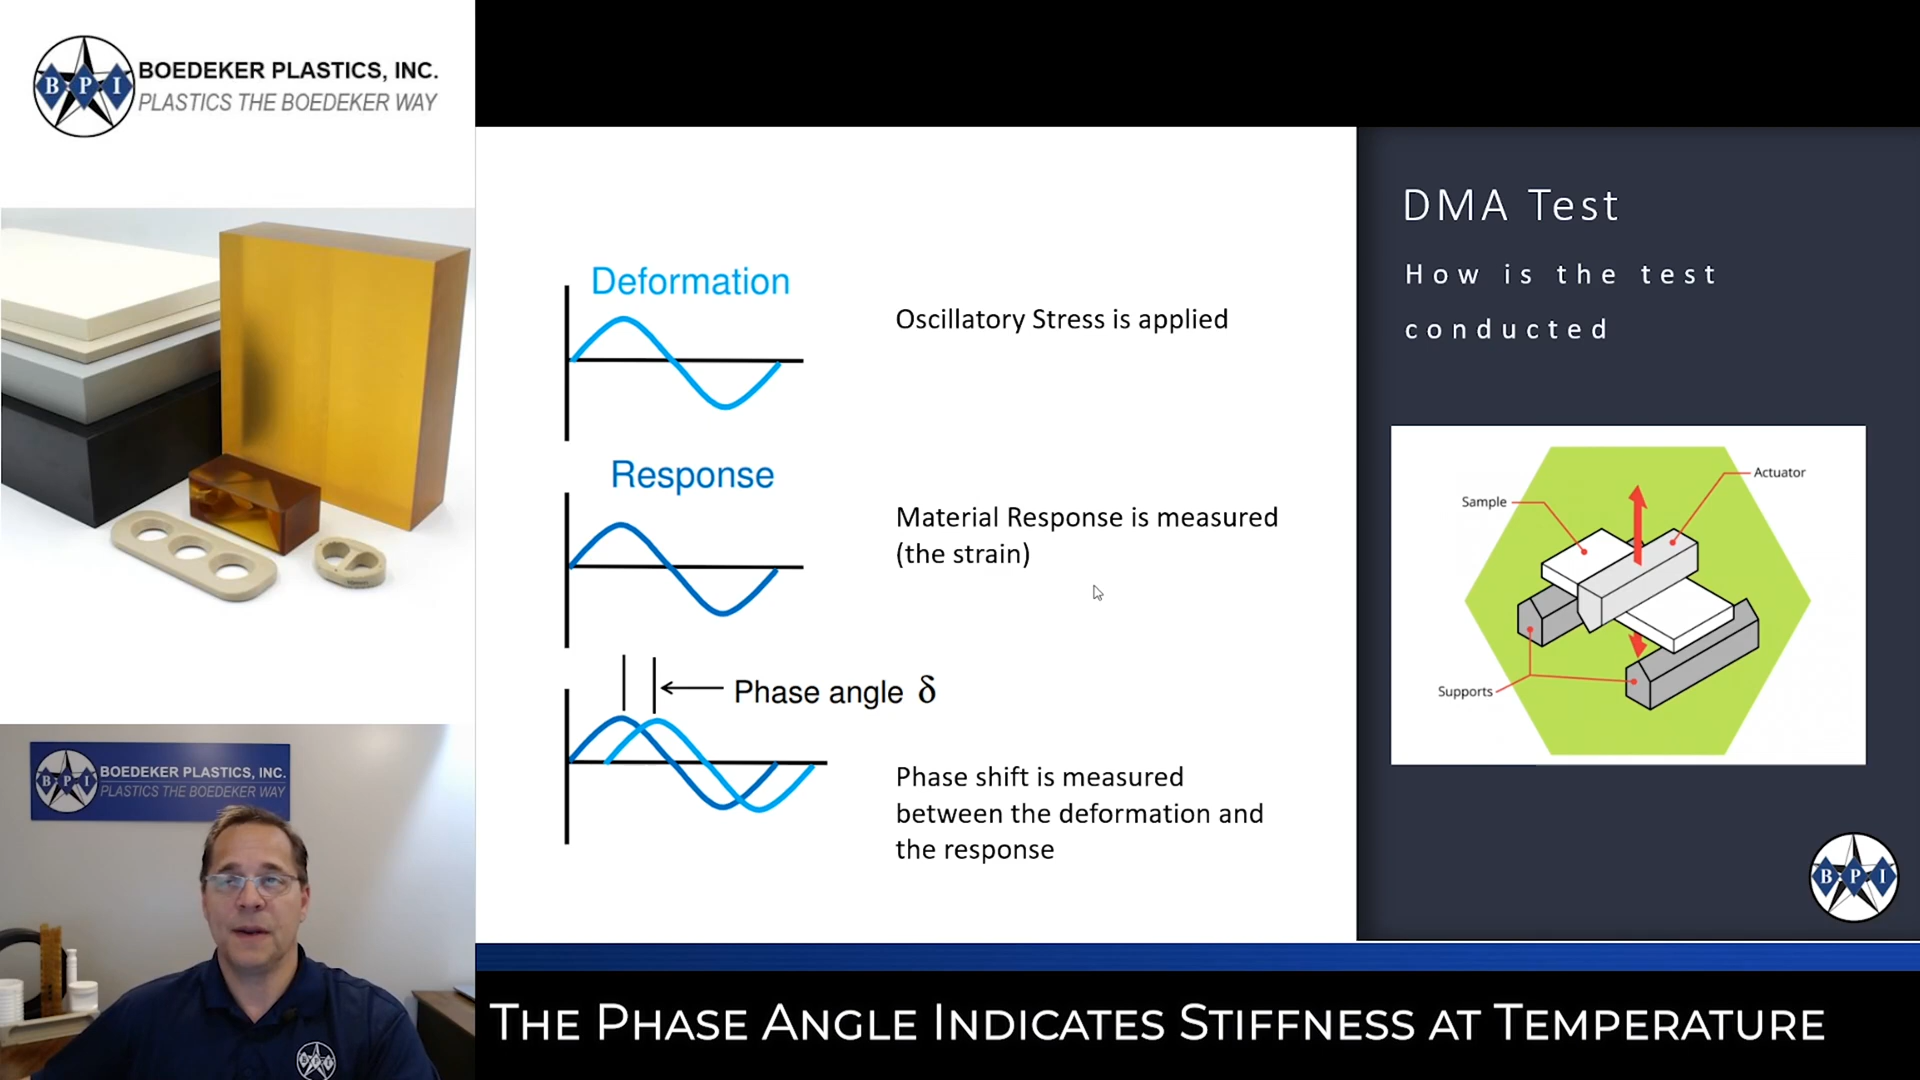 B P I
BOEDEKER PLASTICS, INC.
PLASTICS THE BOEDEKER WAY
B P I
BOEDEKER PLASTICS, INC.
PLASTICS THE BOEDEKER WAY
Deformation
Oscillatory Stress is applied
Response
Material Response is measured
(the strain)
Phase angle δ
Phase shift is measured
between the deformation and
the response
DMA Test
How is the test
conducted
Actuator
Sample
Supports
B P I
THE PHASE ANGLE INDICATES STIFFNESS AT TEMPERATURE